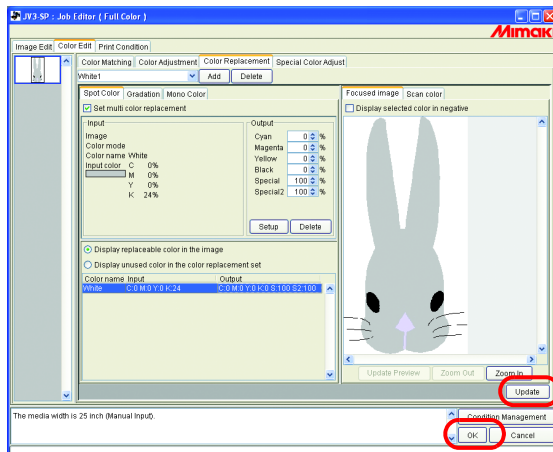 JV3-SP : Job Editor ( Full Color )
Mimaki
Image Edit Color Edit Print Condition
Color Matching Color Adjustment Color Replacement Special Color Adjust
White1 Add Delete
Spot Color Gradation Mono Color
Set multi color replacement
Input
Image
Color mode
Color name White
Input color C 0%
M 0%
Y 0%
K 24%
Output
Cyan 0 %
Magenta 0 %
Yellow 0 %
Black 0 %
Special 100 %
Special2 100 %
Setup Delete
Display replaceable color in the image
Display unused color in the color replacement set
Color name Input Output
White C:0 M:0 Y:0 K:24 C:0 M:0 Y:0 K:0 S:100 S2:100
Focused image Scan color
Display selected color in negative
Update Preview Zoom Out Zoom In
Update
The media width is 25 inch (Manual Input).
Condition Management
OK Cancel